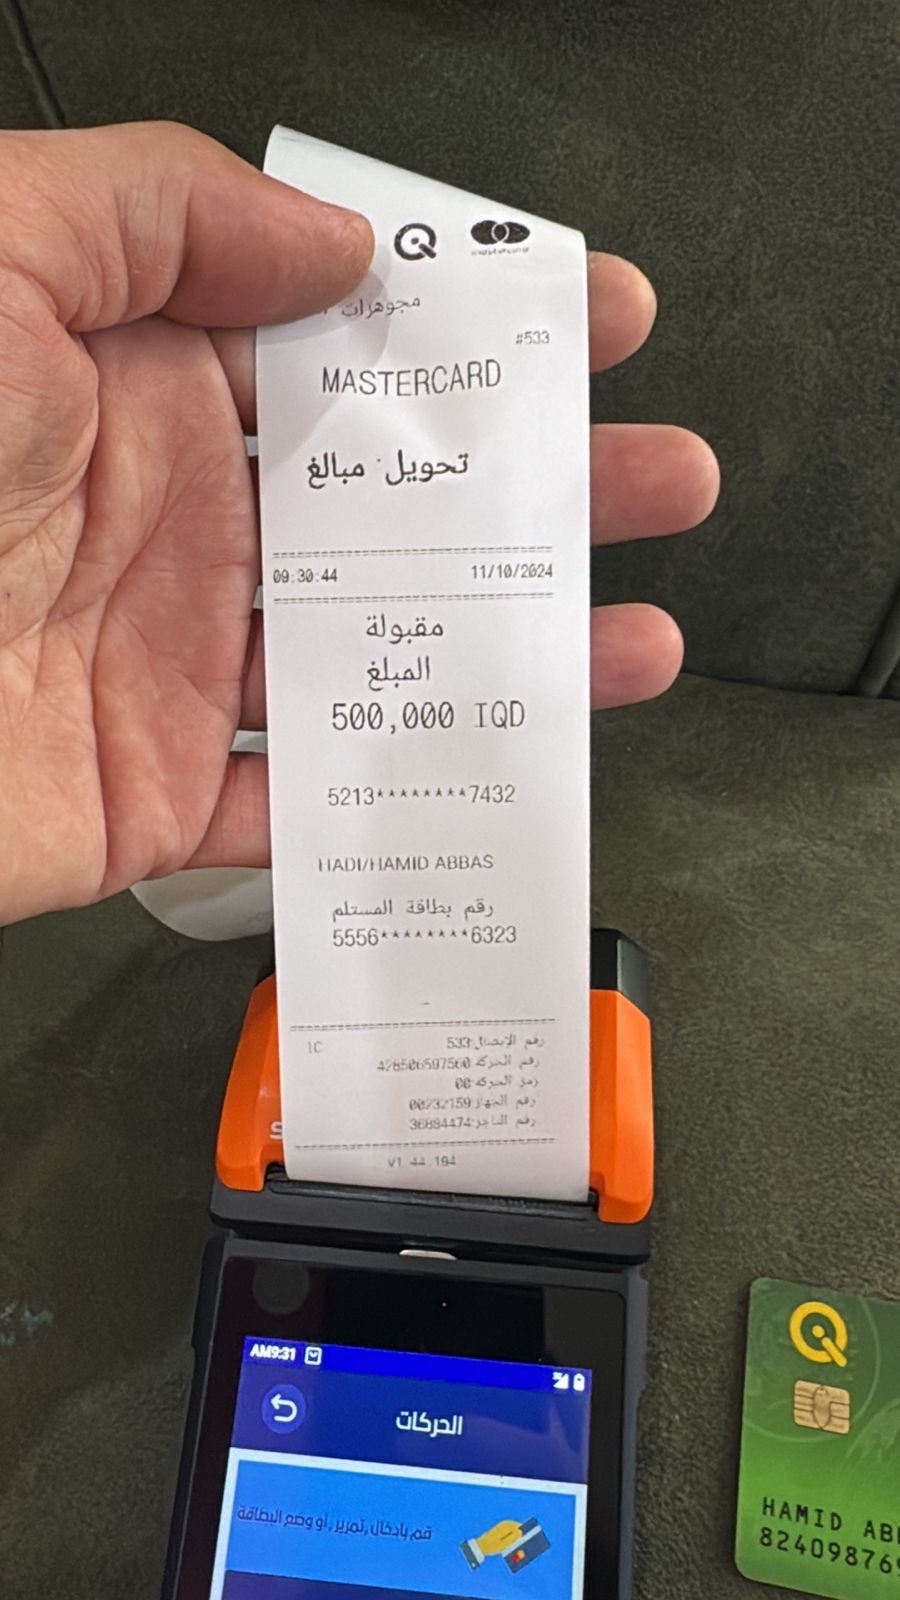 mastercard
مجوهرات
#533
MASTERCARD
تحويل مبالغ
09:30:44 11/10/2024
مقبولة
المبلغ
500,000 IQD
5213********7432
HADI/HAMID ABBAS
رقم بطاقة المستلم
5556********6323
IC
رقم الإيصال:533
رقم الحركة:428506597560
رمز الحركة:00
رقم الجهاز:00232159
رقم التاجر:36884474
v1.44.194
AM9:31
الحركات
قم بإدخال ,تمرير ,أو وضع البطاقة
HAMID AB
82409876